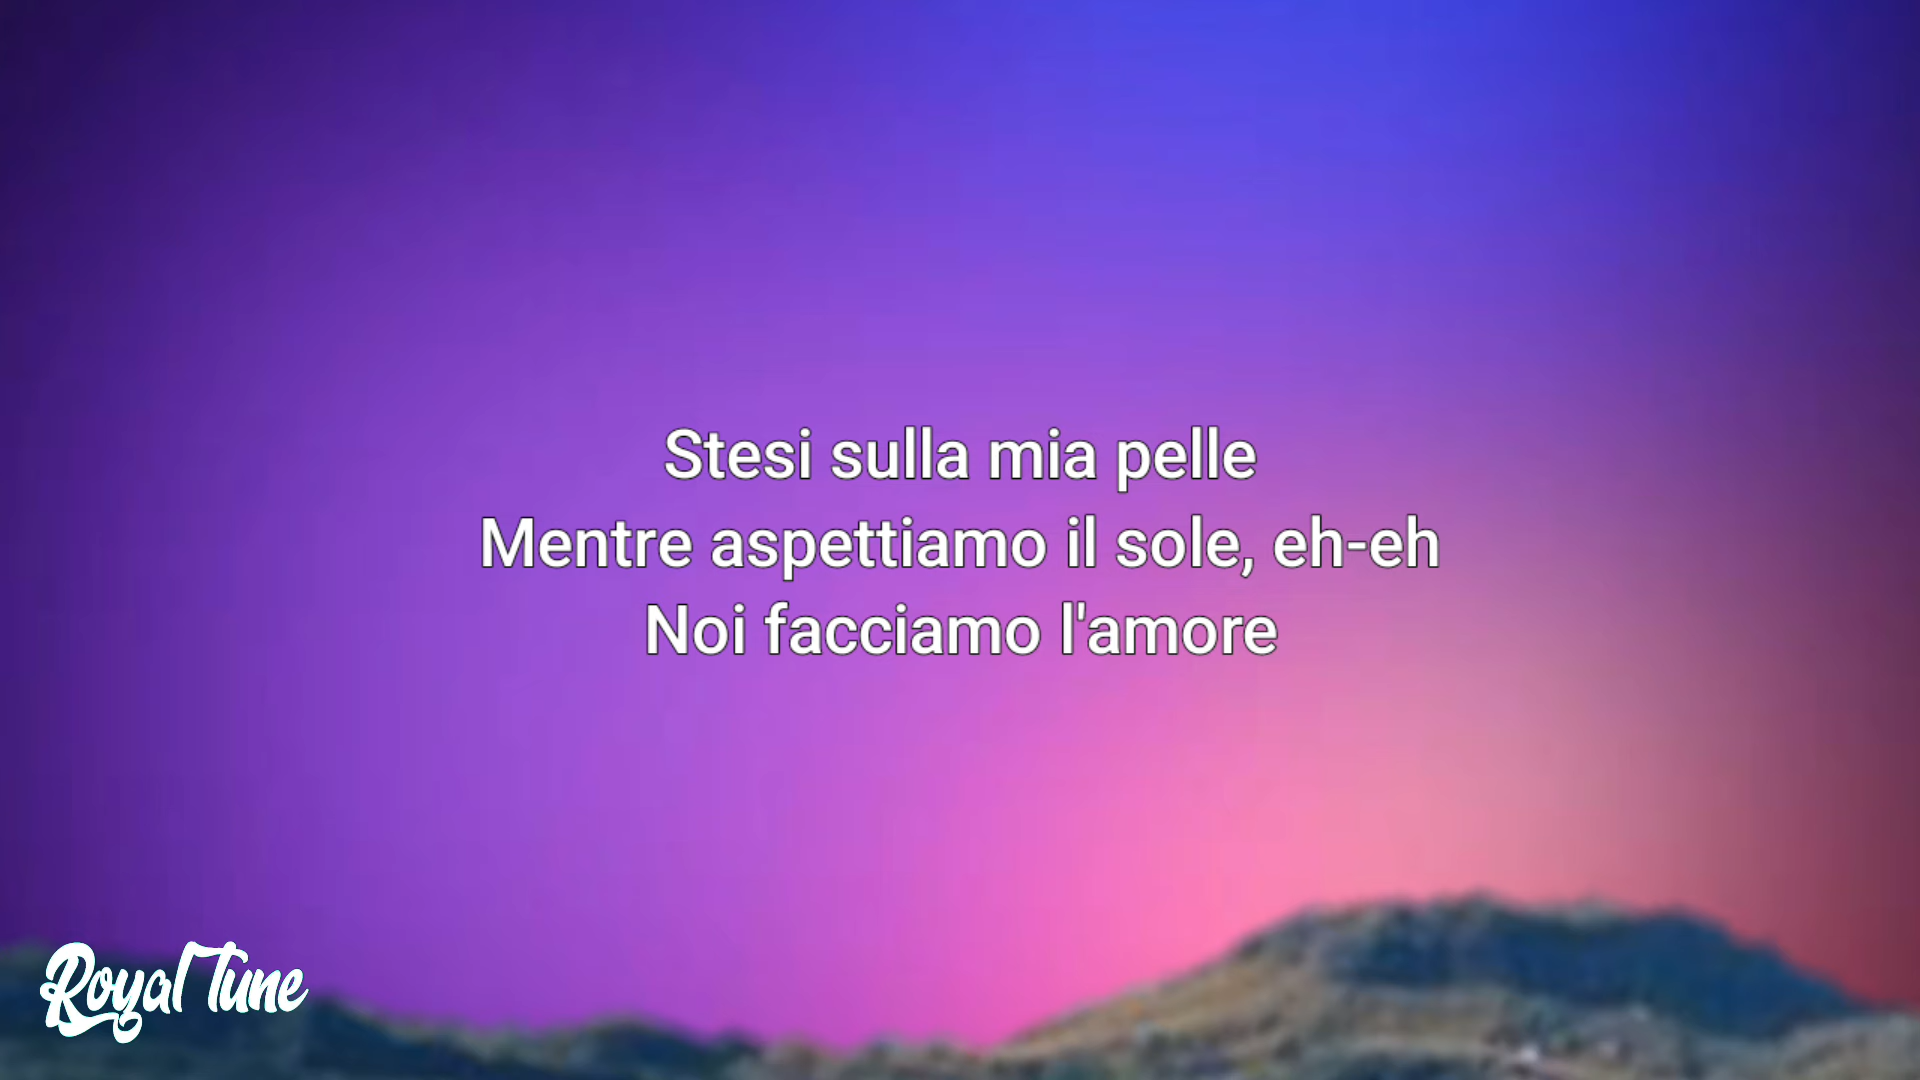 Stesi sulla mia pelle
Mentre aspettiamo il sole, eh-eh
Noi facciamo l'amore
Royal Tune